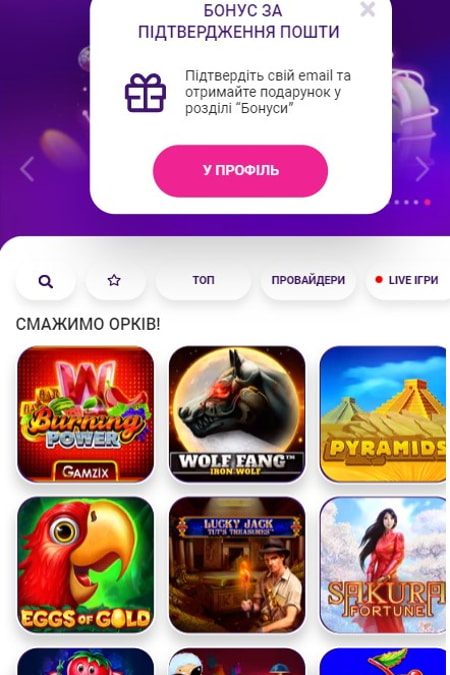 БОНУС ЗА
ПІДТВЕРДЖЕННЯ ПОШТИ
Підтвердіть свій email та
отримайте подарунок у
розділі “Бонуси”
У ПРОФІЛЬ
ТОП
ПРОВАЙДЕРИ
LIVE ІГРИ
СМАЖИМО ОРКІВ!
Burning
POWER
GAMZIX
WOLF FANG™
IRON WOLF
PYRAMIDS
EGGS OF GOLD
LUCKY JACK
TUT'S TREASURES
SAKURA
FORTUNE